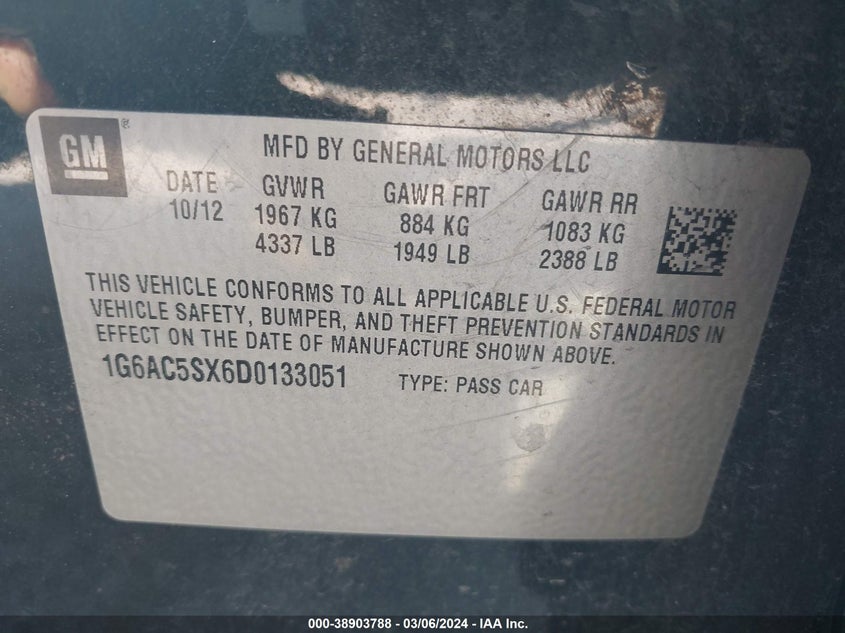 GM®
MFD BY GENERAL MOTORS LLC
DATE GVWR GAWR FRT GAWR RR
10/12 1967 KG 884 KG 1083 KG
4337 LB 1949 LB 2388 LB
THIS VEHICLE CONFORMS TO ALL APPLICABLE U.S. FEDERAL MOTOR
VEHICLE SAFETY, BUMPER, AND THEFT PREVENTION STANDARDS IN
EFFECT ON THE DATE OF MANUFACTURE SHOWN ABOVE.
1G6AC5SX6D0133051 TYPE: PASS CAR
000-38903788 - 03/06/2024 - IAA Inc.